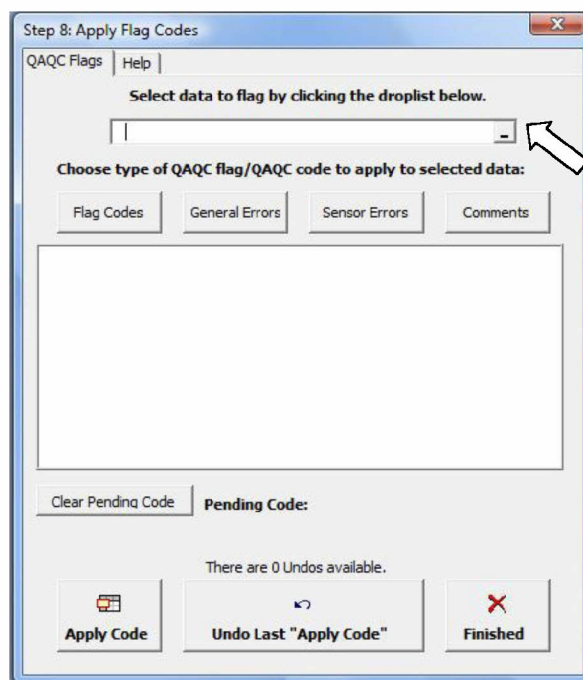 Step 8: Apply Flag Codes
QAQC Flags Help
Select data to flag by clicking the droplist below.
Choose type of QAQC flag/QAQC code to apply to selected data:
Flag Codes General Errors Sensor Errors Comments
Clear Pending Code Pending Code:
There are 0 Undos available.
Apply Code Undo Last "Apply Code" Finished